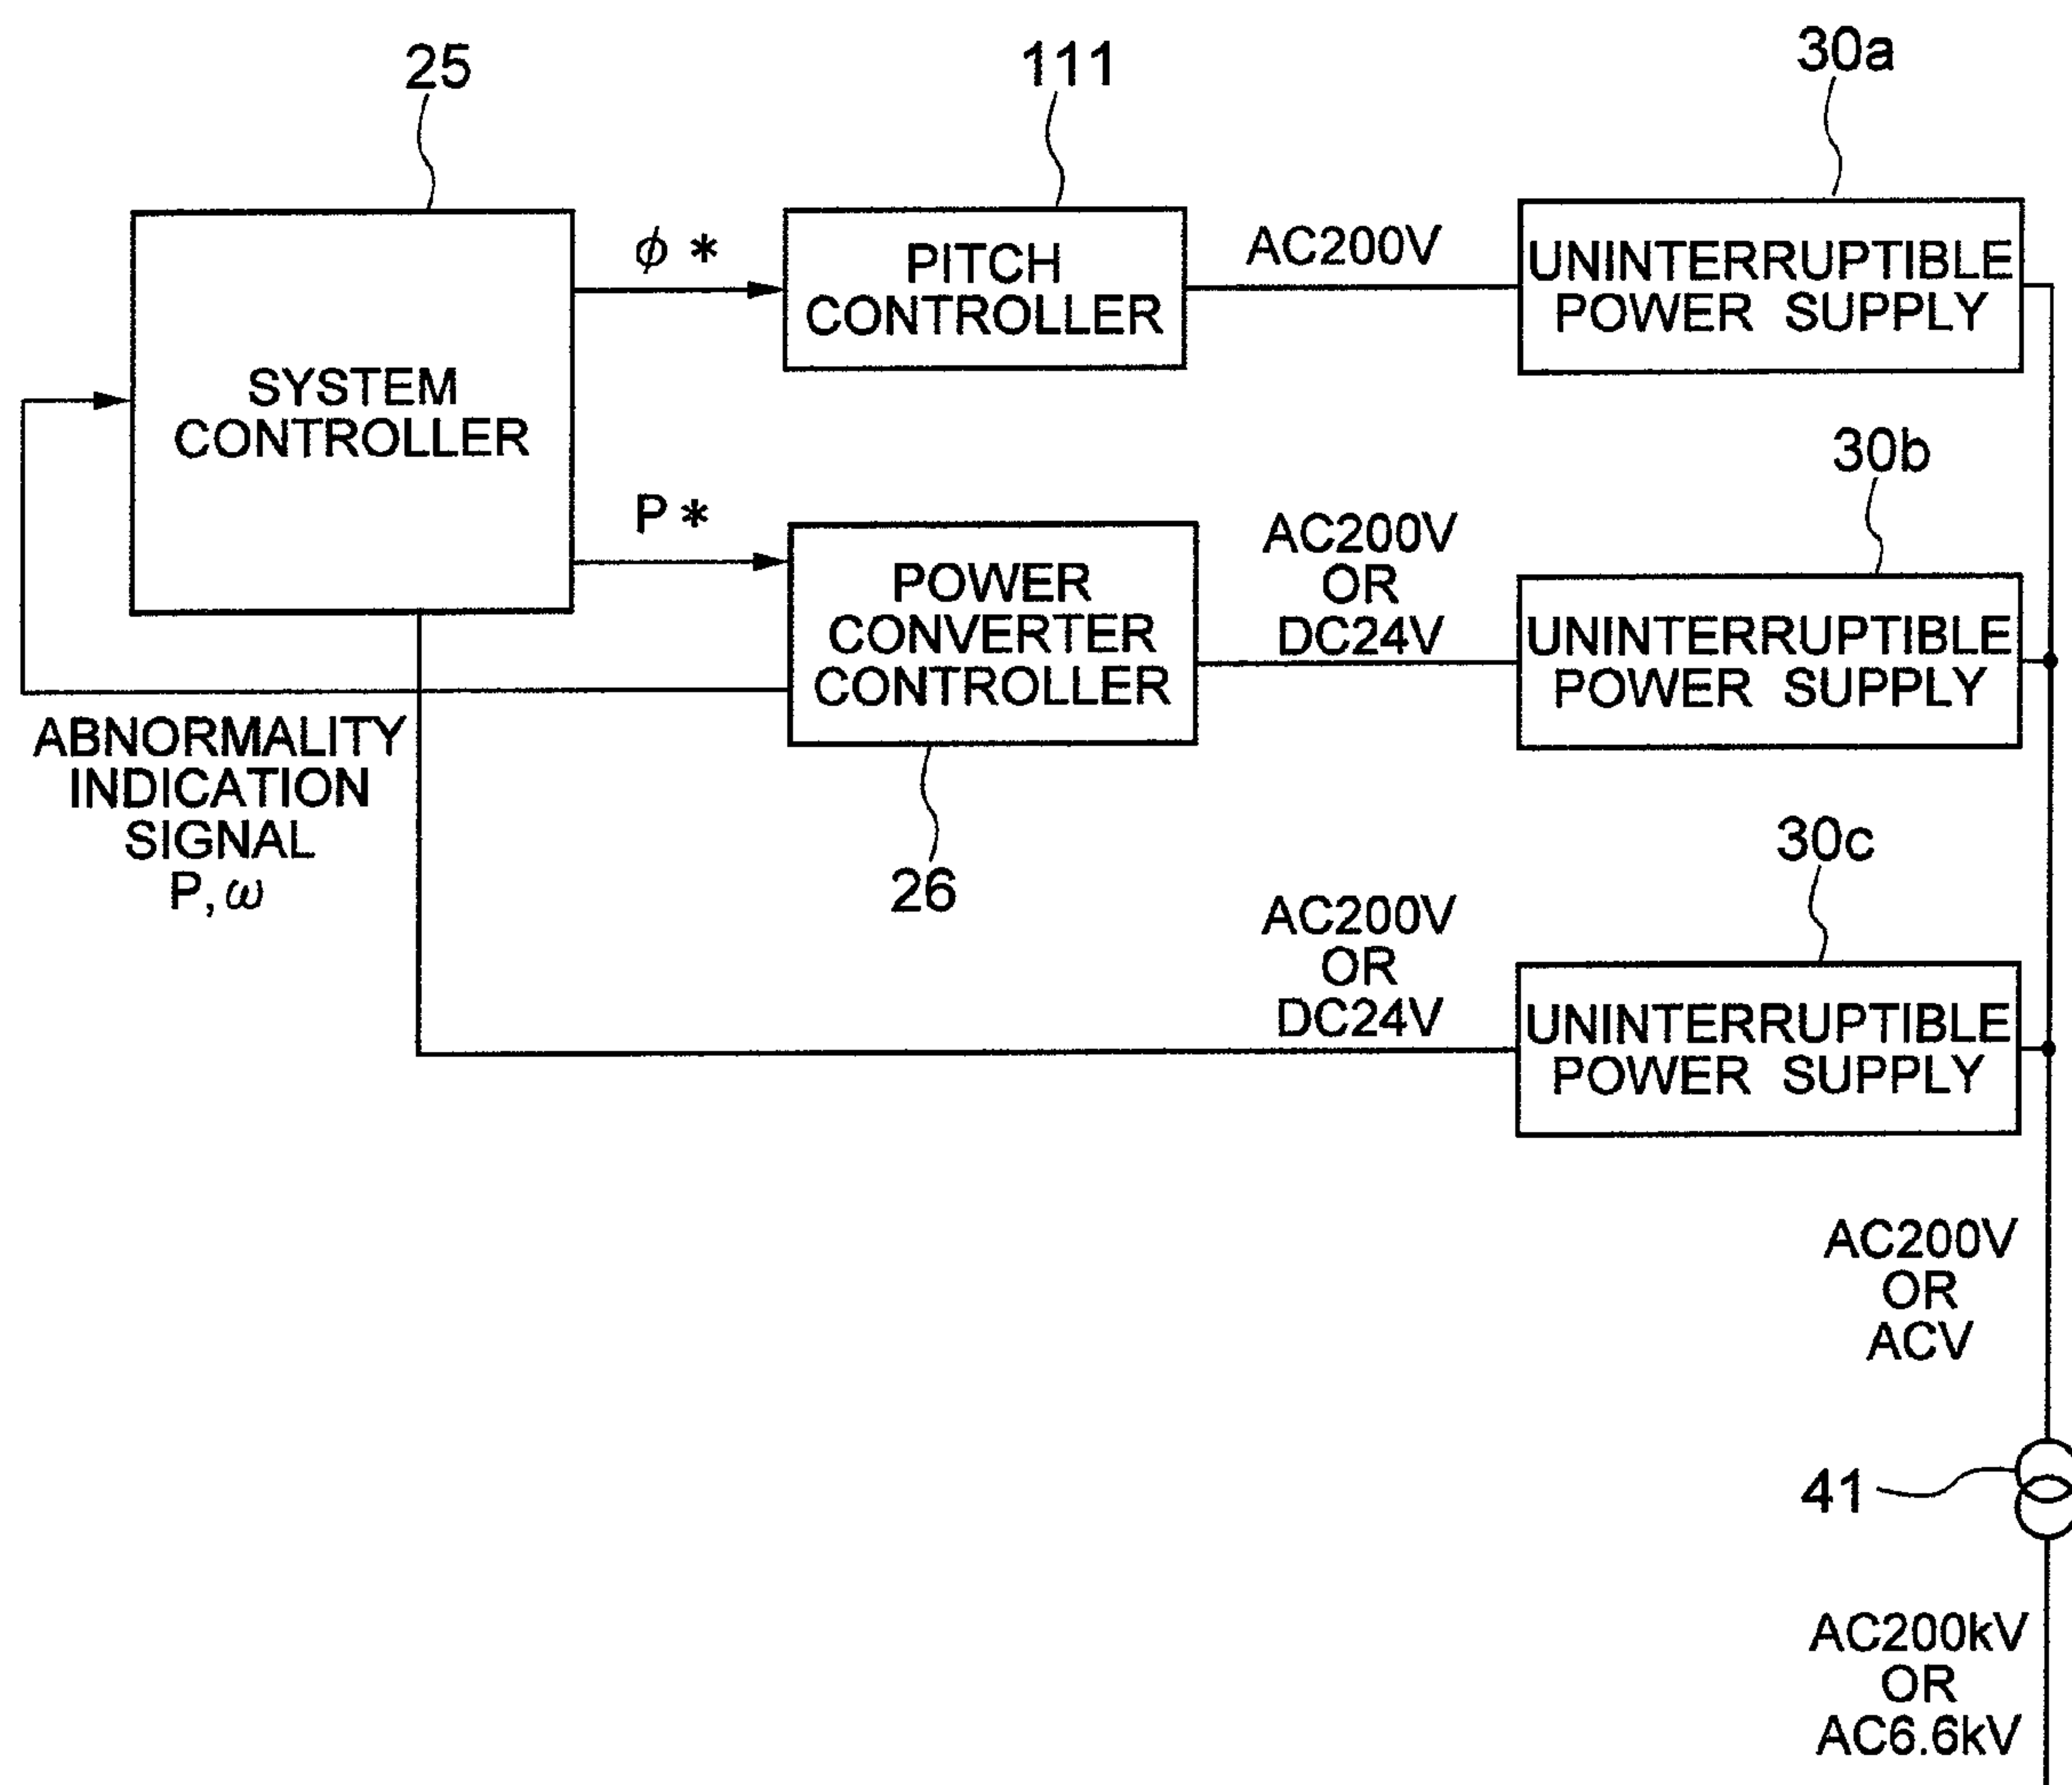 25
111
30a
SYSTEM
CONTROLLER
ϕ*
PITCH
CONTROLLER
AC200V
UNINTERRUPTIBLE
POWER SUPPLY
30b
P*
POWER
CONVERTER
CONTROLLER
AC200V
OR
DC24V
UNINTERRUPTIBLE
POWER SUPPLY
ABNORMALITY
INDICATION
SIGNAL
P, ω
26
30c
AC200V
OR
DC24V
UNINTERRUPTIBLE
POWER SUPPLY
AC200V
OR
ACV
41
AC200kV
OR
AC6.6kV